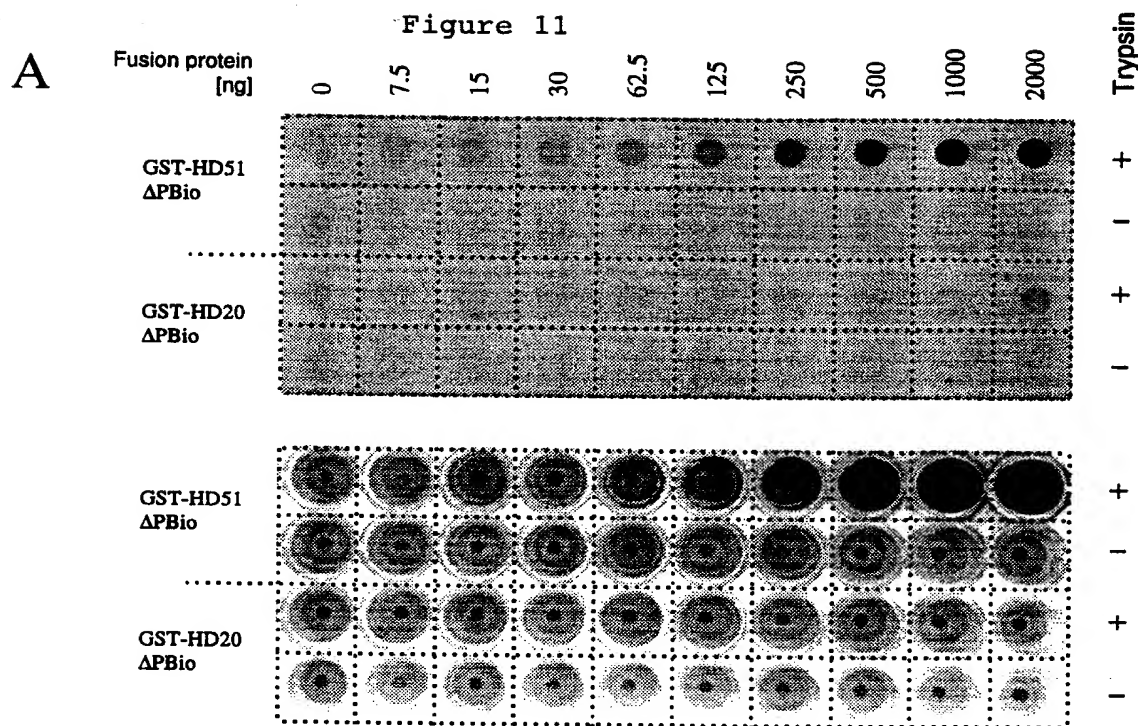 Figure 11
A
Fusion protein
[ng]
0 7.5 15 30 62.5 125 250 500 1000 2000
Trypsin
GST-HD51
ΔPBio
+
−
GST-HD20
ΔPBio
+
−
GST-HD51
ΔPBio
+
−
GST-HD20
ΔPBio
+
−